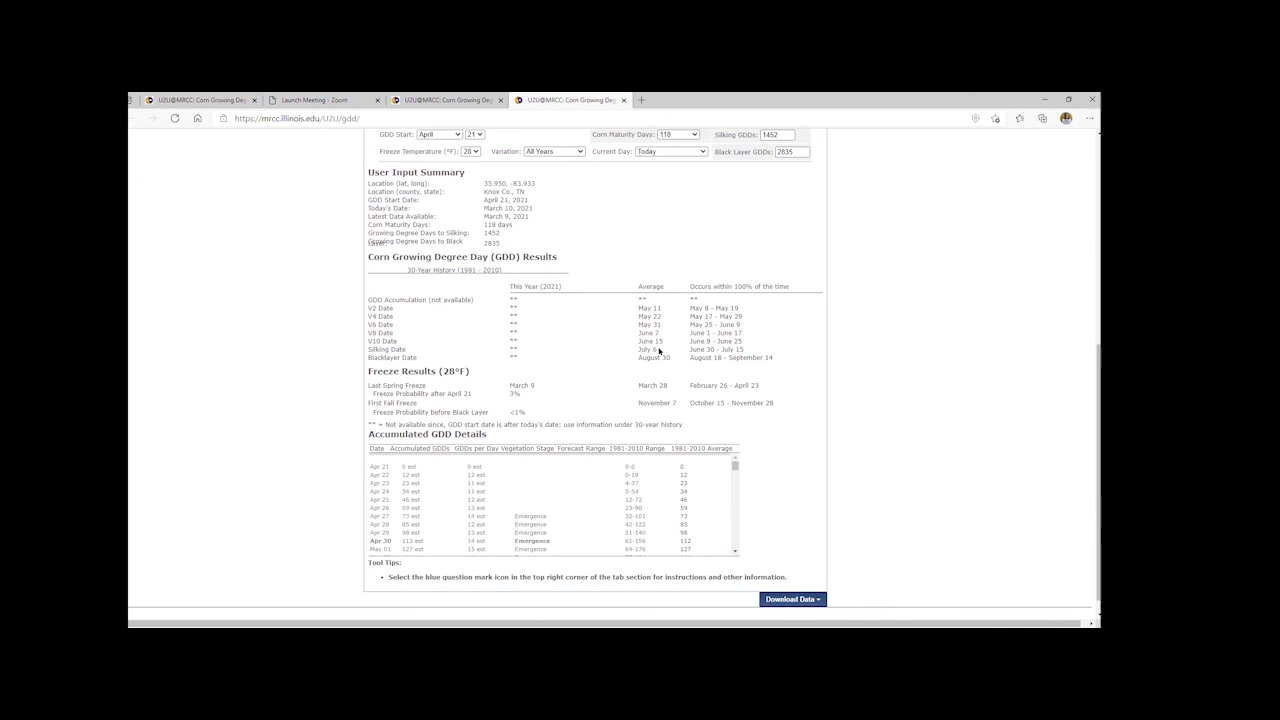 U2U@MRCC: Corn Growing Deg Launch Meeting - Zoom U2U@MRCC: Corn Growing Deg U2U@MRCC: Corn Growing Deg
https://mrcc.illinois.edu/U2U/gdd/
GDD Start: April 21 Corn Maturity Days: 118 Silking GDDs: 1452
Freeze Temperature (°F): 28 Variation: All Years Current Day: Today Black Layer GDDs: 2835
User Input Summary
Location (lat, long): 35.950, -83.933
Location (county, state): Knox Co., TN
GDD Start Date: April 21, 2021
Today's Date: March 10, 2021
Latest Data Available: March 9, 2021
Corn Maturity Days: 118 days
Growing Degree Days to Silking: 1452
Growing Degree Days to Black
Layer: 2835
Corn Growing Degree Day (GDD) Results
30-Year History (1981 - 2010)
This Year (2021) Average Occurs within 100% of the time
GDD Accumulation (not available) ** ** **
V2 Date ** May 11 May 8 - May 19
V4 Date ** May 22 May 17 - May 29
V6 Date ** May 31 May 25 - June 9
V8 Date ** June 7 June 1 - June 17
V10 Date ** June 15 June 9 - June 25
Silking Date ** July 6 June 30 - July 15
Blacklayer Date ** August 30 August 18 - September 14
Freeze Results (28°F)
Last Spring Freeze March 9 March 28 February 26 - April 23
Freeze Probability after April 21 3%
First Fall Freeze November 7 October 15 - November 28
Freeze Probability before Black Layer <1%
** = Not available since, GDD start date is after today's date; use information under 30-year history
Accumulated GDD Details
Date Accumulated GDDs GDDs per Day Vegetation Stage Forecast Range 1981-2010 Range 1981-2010 Average
Apr 21 0 est 0 est 0-0 0
Apr 22 12 est 12 est 0-19 12
Apr 23 23 est 11 est 4-37 23
Apr 24 34 est 11 est 5-54 34
Apr 25 46 est 12 est 12-72 46
Apr 26 59 est 13 est 23-90 59
Apr 27 73 est 14 est Emergence 32-101 73
Apr 28 85 est 12 est Emergence 42-122 85
Apr 29 98 est 13 est Emergence 51-140 98
Apr 30 112 est 14 est Emergence 61-156 112
May 01 127 est 15 est Emergence 69-176 127
Tool Tips:
• Select the blue question mark icon in the top right corner of the tab section for instructions and other information.
Download Data